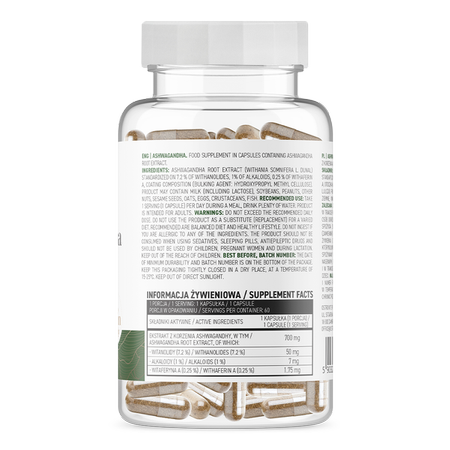 ENG | ASHWAGANDHA. FOOD SUPPLEMENT IN CAPSULES CONTAINING ASHWAGANDHA
ROOT EXTRACT.
INGREDIENTS: ASHWAGANDHA ROOT EXTRACT (WITHANIA SOMNIFERA L. DUNAL)
STANDARDIZED ON 7.2 % OF WITHANOLIDES, 1% OF ALKALOIDS, 0.25 % OF WITHAFERIN
A, COATING COMPOSITION (BULKING AGENT: HYDROXYPROPYL METHYL CELLULOSE).
PRODUCT MAY CONTAIN MILK (INCLUDING LACTOSE), SOYBEANS, PEANUTS, OTHER
NUTS, SESAME SEEDS, OATS, EGGS, CRUSTACEANS, FISH. RECOMMENDED USE: TAKE
1 SERVING (1 CAPSULE) PER DAY DURING A MEAL, DRINK PLENTY OF WATER. PRODUCT
IS INTENDED FOR ADULTS. WARNINGS: DO NOT EXCEED THE RECOMMENDED DAILY
DOSE. DO NOT USE THE PRODUCT AS A SUBSTITUTE (REPLACEMENT) FOR A VARIED
DIET. RECOMMENDED ARE BALANCED DIET AND HEALTHY LIFESTYLE. DO NOT INGEST IF
YOU ARE ALLERGIC TO ANY OF THE INGREDIENTS. THE PRODUCT SHOULD NOT BE
CONSUMED WHEN USING SEDATIVES, SLEEPING PILLS, ANTIEPILEPTIC DRUGS AND
SHOULD NOT BE USED BY CHILDREN, PREGNANT WOMEN AND DURING LACTATION.
KEEP OUT OF THE REACH OF CHILDREN. BEST BEFORE, BATCH NUMBER: THE DATE
OF MINIMUM DURABILITY AND BATCH NUMBER IS ON THE BOTTOM OF THE PACKAGE.
KEEP THIS PACKAGING TIGHTLY CLOSED IN A DRY PLACE, AT A TEMPERATURE OF
15-25°C. KEEP OUT OF DIRECT SUNLIGHT.
INFORMACJA ŻYWIENIOWA / SUPPLEMENT FACTS
1 PORCJA / 1 SERVING: 1 KAPSUŁKA / 1 CAPSULE
PORCJE W OPAKOWANIU / SERVINGS PER CONTAINER: 60
SKŁADNIKI AKTYWNE / ACTIVE INGREDIENTS 1 KAPSUŁKA (1 PORCJA) /
1 CAPSULE (1 SERVING)
EKSTRAKT Z KORZENIA ASHWAGANDHY, W TYM / 700 mg
ASHWAGANDHA ROOT EXTRACT, OF WHICH:
- WITANOLIDY (7.2 %) / WITHANOLIDES (7.2 %) 50 mg
- ALKALOIDY (1 %) / ALKALOIDS (1 %) 7 mg
- WITAFERYNA A (0.25 %) / WITHAFERIN A (0.25 %) 1.75 mg